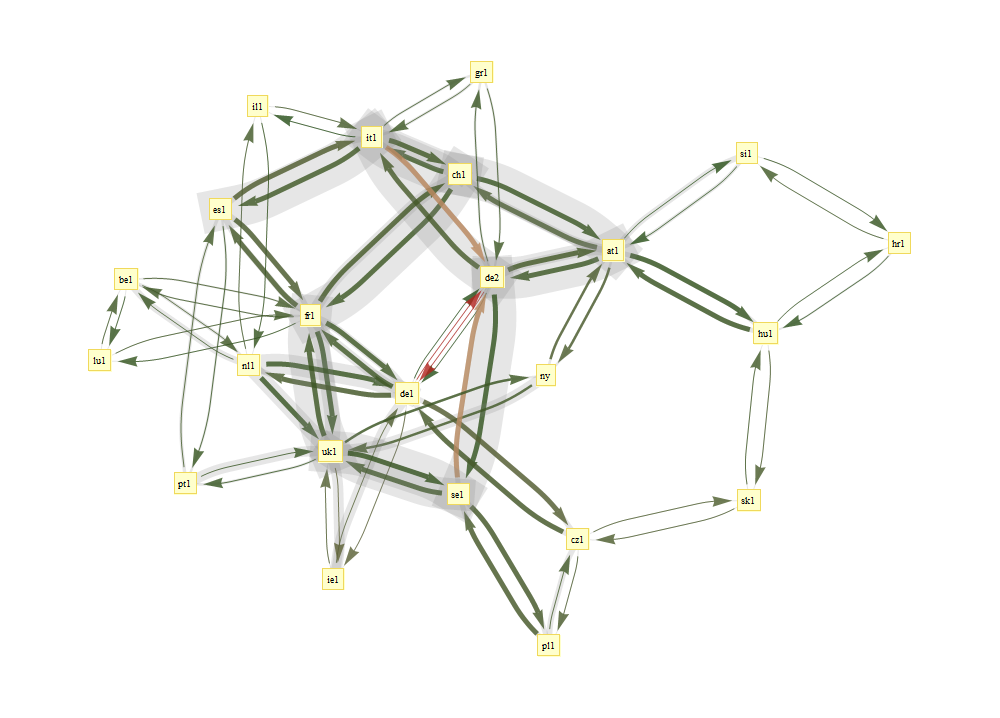 gr1
il1
it1
si1
ch1
es1
hr1
at1
de2
be1
fr1
hu1
lu1
nl1
ny
de1
uk1
pt1
se1
sk1
cz1
ie1
pl1